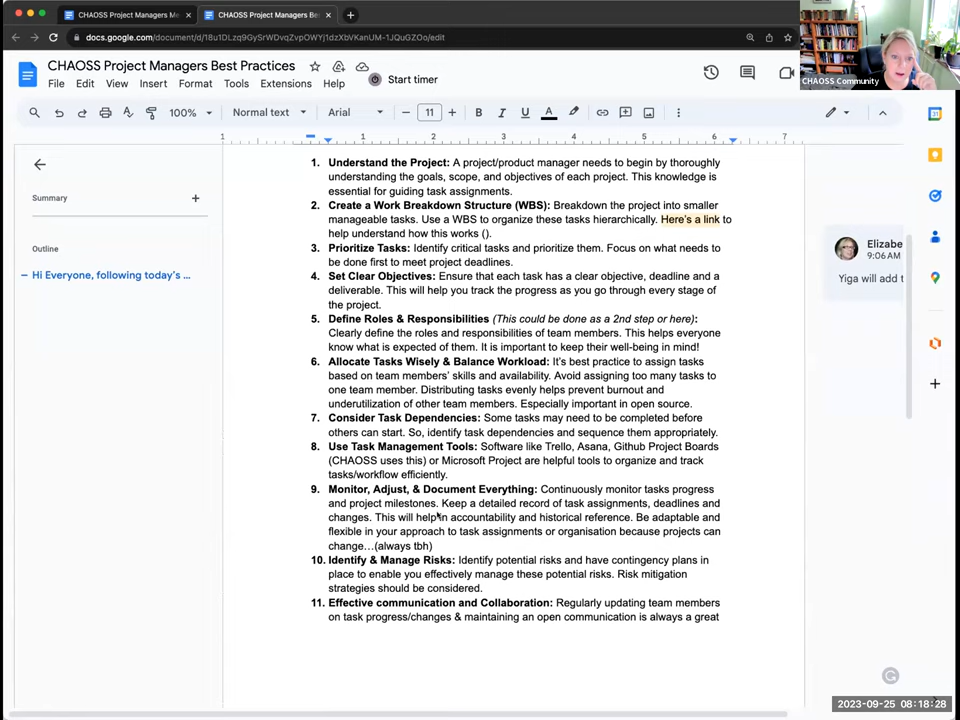 CHAOSS Project Managers Me
CHAOSS Project Managers Be
docs.google.com/document/d/18u1DLzq9GySrWDvqZvpOWYj1dzXbVKanUM-1JQuGZOo/edit
CHAOSS Community
CHAOSS Project Managers Best Practices
Start timer
File Edit View Insert Format Tools Extensions Help
100% Normal text Arial 11 B I U A
1 1 2 3 4 5 6 7
Summary
Outline
Hi Everyone, following today's ...
1. Understand the Project: A project/product manager needs to begin by thoroughly
understanding the goals, scope, and objectives of each project. This knowledge is
essential for guiding task assignments.
2. Create a Work Breakdown Structure (WBS): Breakdown the project into smaller
manageable tasks. Use a WBS to organize these tasks hierarchically. Here's a link to
help understand how this works ().
3. Prioritize Tasks: Identify critical tasks and prioritize them. Focus on what needs to
be done first to meet project deadlines.
4. Set Clear Objectives: Ensure that each task has a clear objective, deadline and a
deliverable. This will help you track the progress as you go through every stage of
the project.
5. Define Roles & Responsibilities (This could be done as a 2nd step or here):
Clearly define the roles and responsibilities of team members. This helps everyone
know what is expected of them. It is important to keep their well-being in mind!
6. Allocate Tasks Wisely & Balance Workload: It's best practice to assign tasks
based on team members' skills and availability. Avoid assigning too many tasks to
one team member. Distributing tasks evenly helps prevent burnout and
underutilization of other team members. Especially important in open source.
7. Consider Task Dependencies: Some tasks may need to be completed before
others can start. So, identify task dependencies and sequence them appropriately.
8. Use Task Management Tools: Software like Trello, Asana, Github Project Boards
(CHAOSS uses this) or Microsoft Project are helpful tools to organize and track
tasks/workflow efficiently.
9. Monitor, Adjust, & Document Everything: Continuously monitor tasks progress
and project milestones. Keep a detailed record of task assignments, deadlines and
changes. This will help in accountability and historical reference. Be adaptable and
flexible in your approach to task assignments or organisation because projects can
change…(always tbh)
10. Identify & Manage Risks: Identify potential risks and have contingency plans in
place to enable you effectively manage these potential risks. Risk mitigation
strategies should be considered.
11. Effective communication and Collaboration: Regularly updating team members
on task progress/changes & maintaining an open communication is always a great
Elizabe
9:06 AM
Yiga will add t
2023-09-25 08:18:28